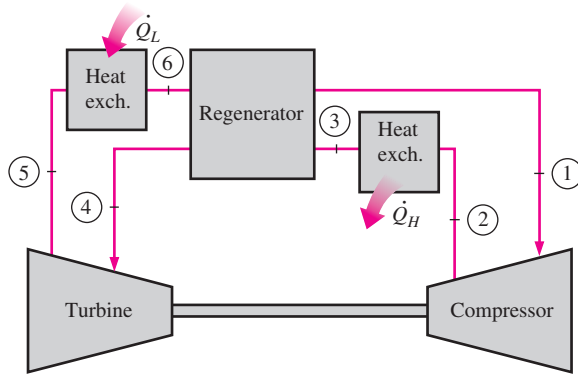 Q̇L
6
Heat
exch.
Regenerator
3
Heat
exch.
5
4
1
Q̇H
2
Turbine
Compressor